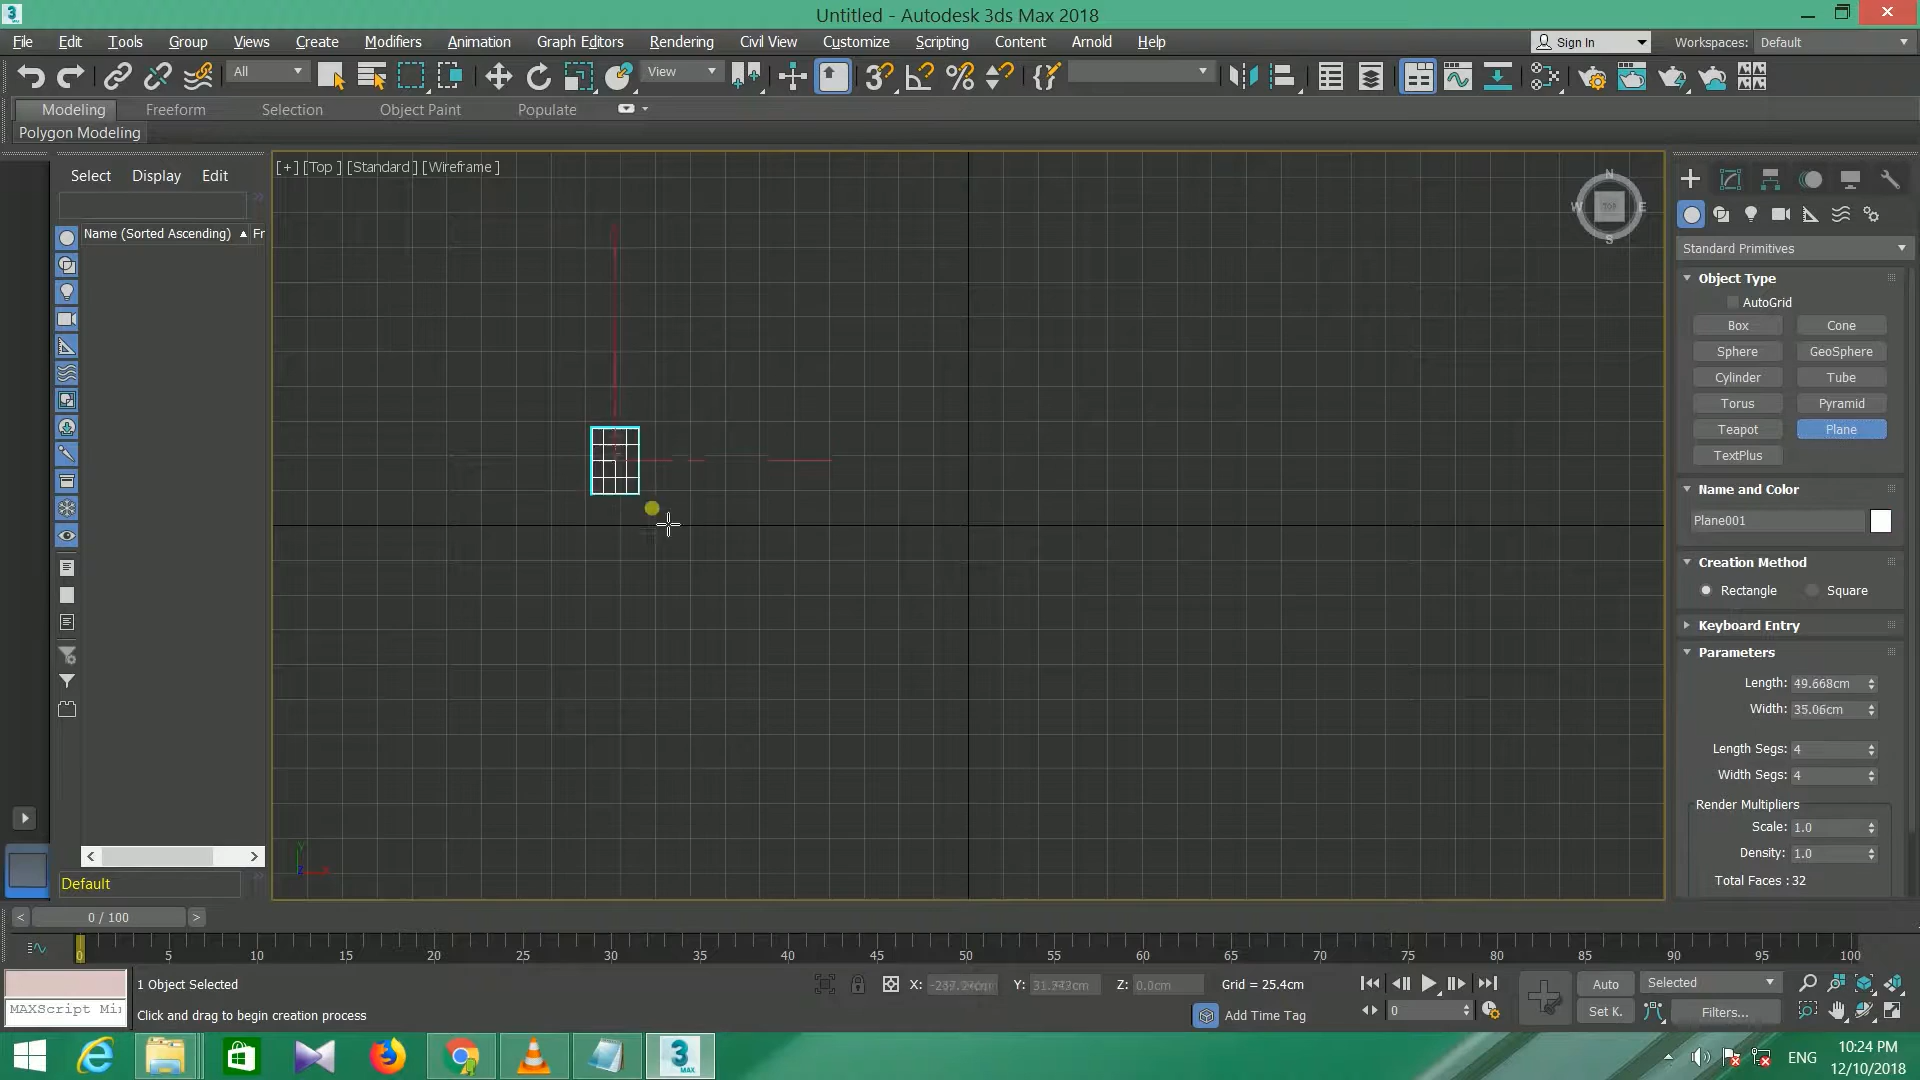 Untitled - Autodesk 3ds Max 2018
File Edit Tools Group Views Create Modifiers Animation Graph Editors Rendering Civil View Customize Scripting Content Arnold Help Sign In Workspaces: Default
All View
Modeling Freeform Selection Object Paint Populate
Polygon Modeling
Select Display Edit
Name (Sorted Ascending) Fr
Default
[+] [Top ] [Standard ] [Wireframe ]
N
W TOP E
S
Standard Primitives
Object Type
AutoGrid
Box Cone
Sphere GeoSphere
Cylinder Tube
Torus Pyramid
Teapot Plane
TextPlus
Name and Color
Plane001
Creation Method
Rectangle Square
Keyboard Entry
Parameters
Length: 49.668cm
Width: 35.06cm
Length Segs: 4
Width Segs: 4
Render Multipliers
Scale: 1.0
Density: 1.0
Total Faces : 32
y
z x
< 0 / 100 >
0 5 10 15 20 25 30 35 40 45 50 55 60 65 70 75 80 85 90 95 100
1 Object Selected X: Y: Z: 0.0cm Grid = 25.4cm Auto Selected
MAXScript Mi Click and drag to begin creation process Add Time Tag 0 Set K. Filters...
3 MAX ENG 10:24 PM
12/10/2018